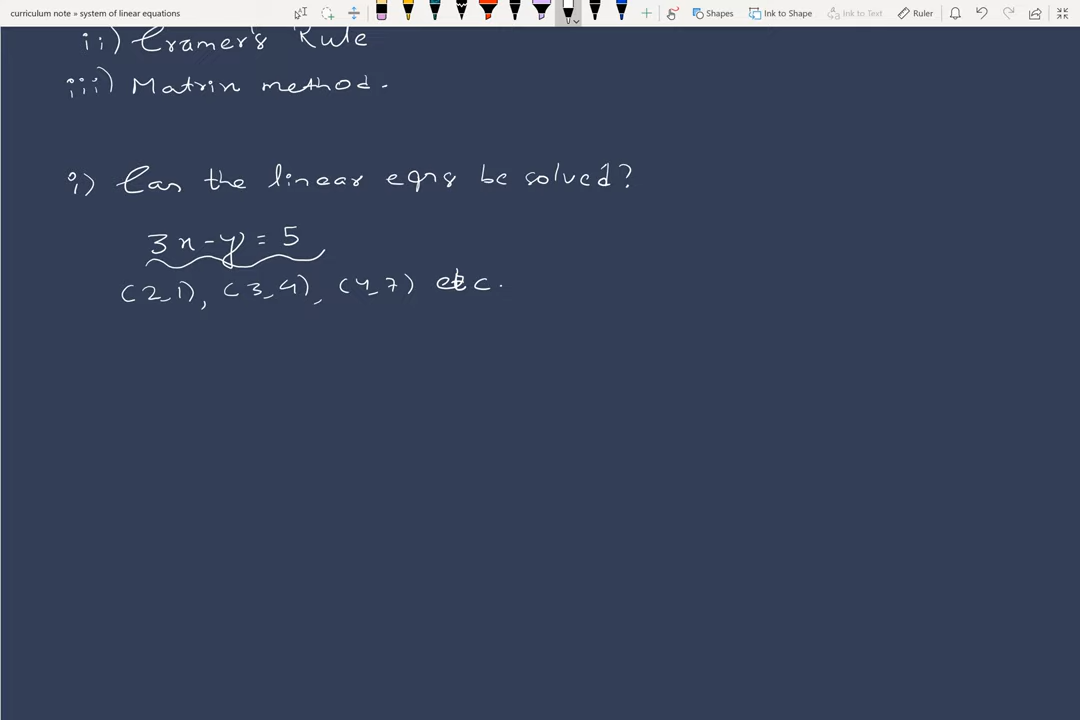 curriculum note » system of linear equations
Shapes Ink to Shape Ink to Text Ruler
ii) Cramer's Rule
iii) Matrix method.
i) Can the linear eqns be solved?
3x-y=5
(2,1), (3,4), (4,7) etc.